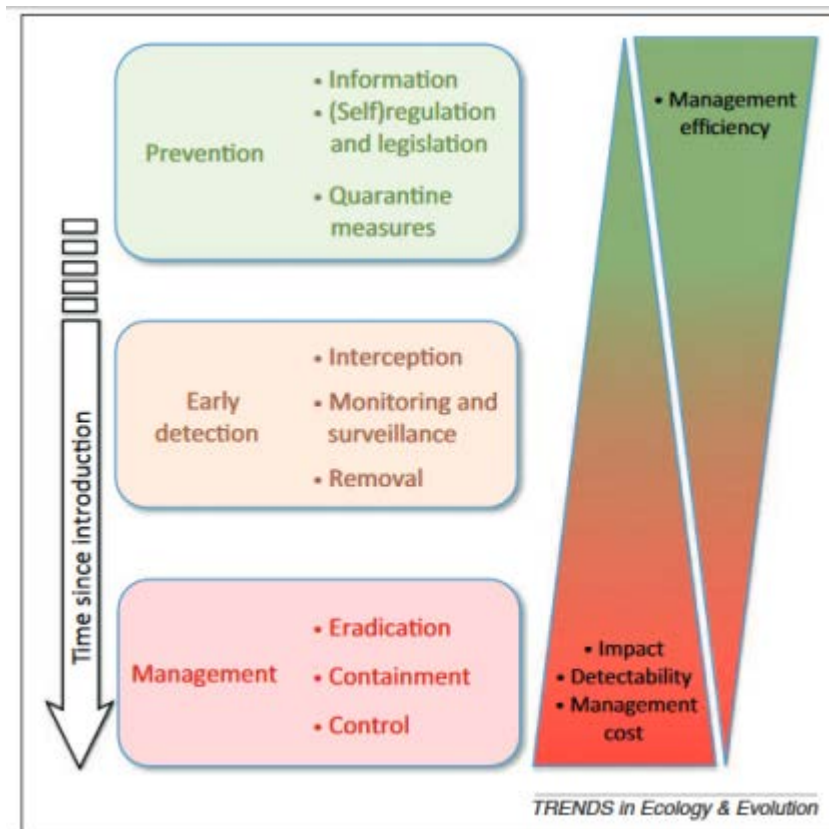 Prevention
• Information
• (Self)regulation
and legislation
• Quarantine
measures
• Management
efficiency
Time since introduction
Early
detection
• Interception
• Monitoring and
surveillance
• Removal
Management
• Eradication
• Containment
• Control
• Impact
• Detectability
• Management
cost
TRENDS in Ecology & Evolution